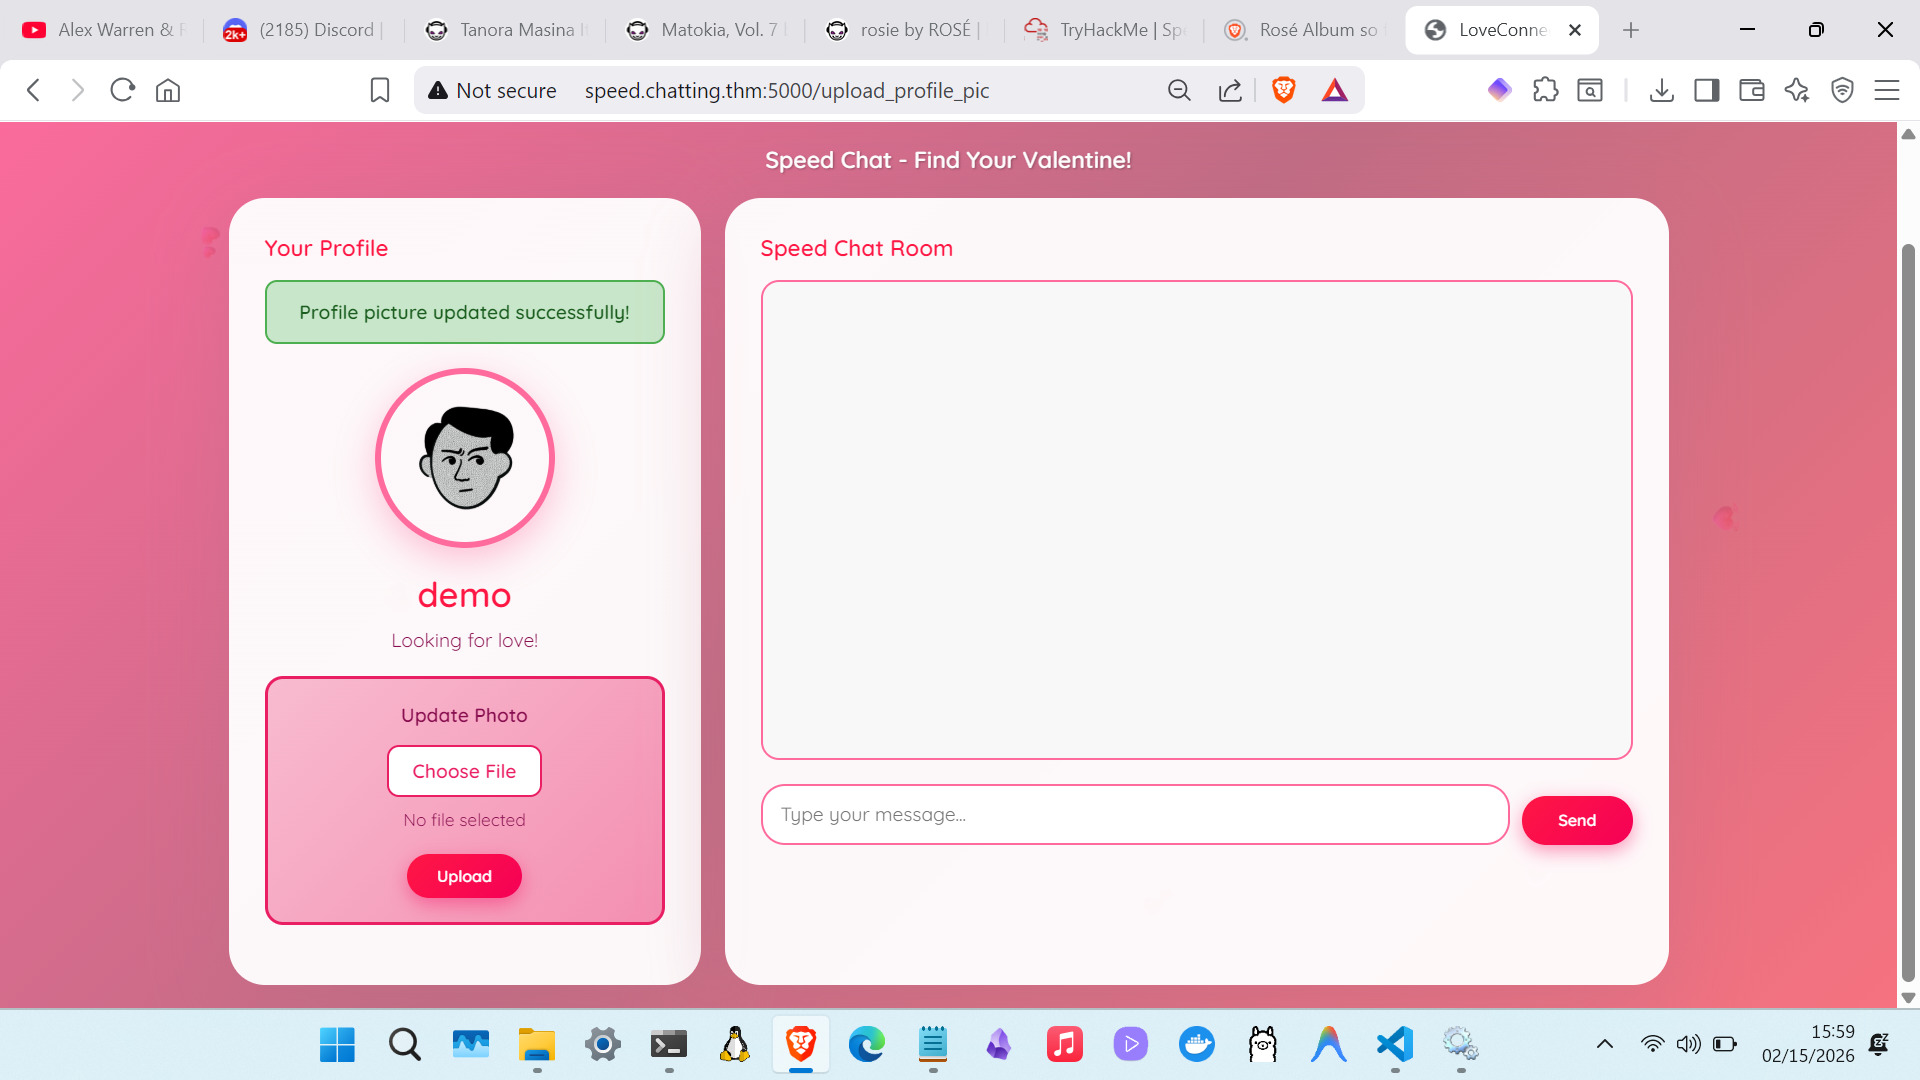 Alex Warren & R
(2185) Discord |
Tanora Masina It
Matokia, Vol. 7 |
rosie by ROSÉ |
TryHackMe | Spe
Rosé Album so t
LoveConne
Not secure
speed.chatting.thm:5000/upload_profile_pic
Speed Chat - Find Your Valentine!
Your Profile
Profile picture updated successfully!
demo
Looking for love!
Update Photo
Choose File
No file selected
Upload
Speed Chat Room
Type your message...
Send
2k+
15:59
02/15/2026